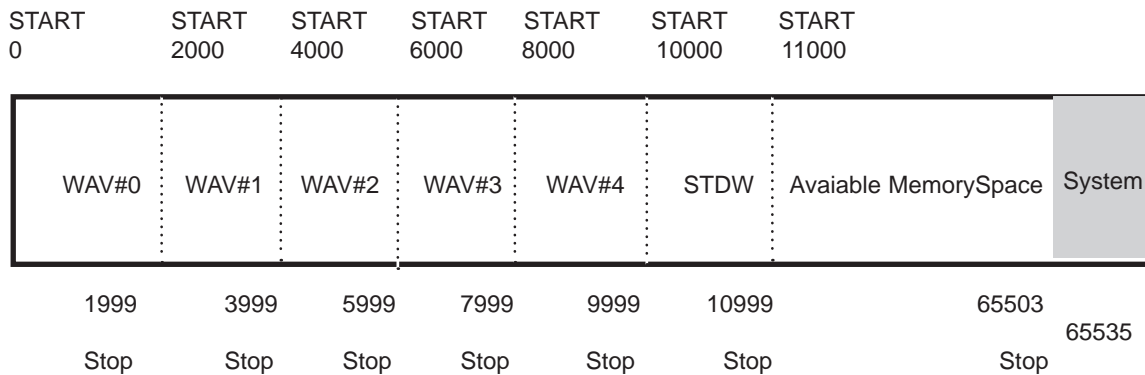 START START START START START START START
0 2000 4000 6000 8000 10000 11000
WAV#0 WAV#1 WAV#2 WAV#3 WAV#4 STDW Avaiable MemorySpace System
1999 3999 5999 7999 9999 10999 65503
65535
Stop Stop Stop Stop Stop Stop Stop